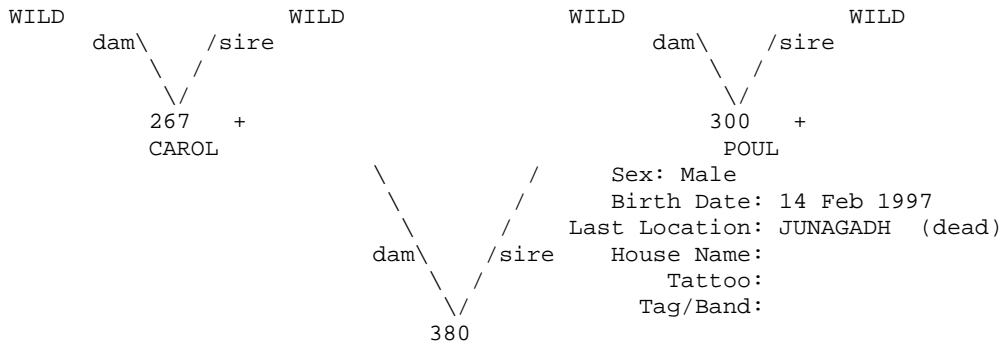 WILD WILD WILD WILD
dam\ /sire dam\ /sire
\ / \ /
\/ \/
267 + 300 +
CAROL POUL
\ / Sex: Male
\ / Birth Date: 14 Feb 1997
\ / Last Location: JUNAGADH (dead)
dam\ /sire House Name:
\ / Tattoo:
\/ Tag/Band:
380